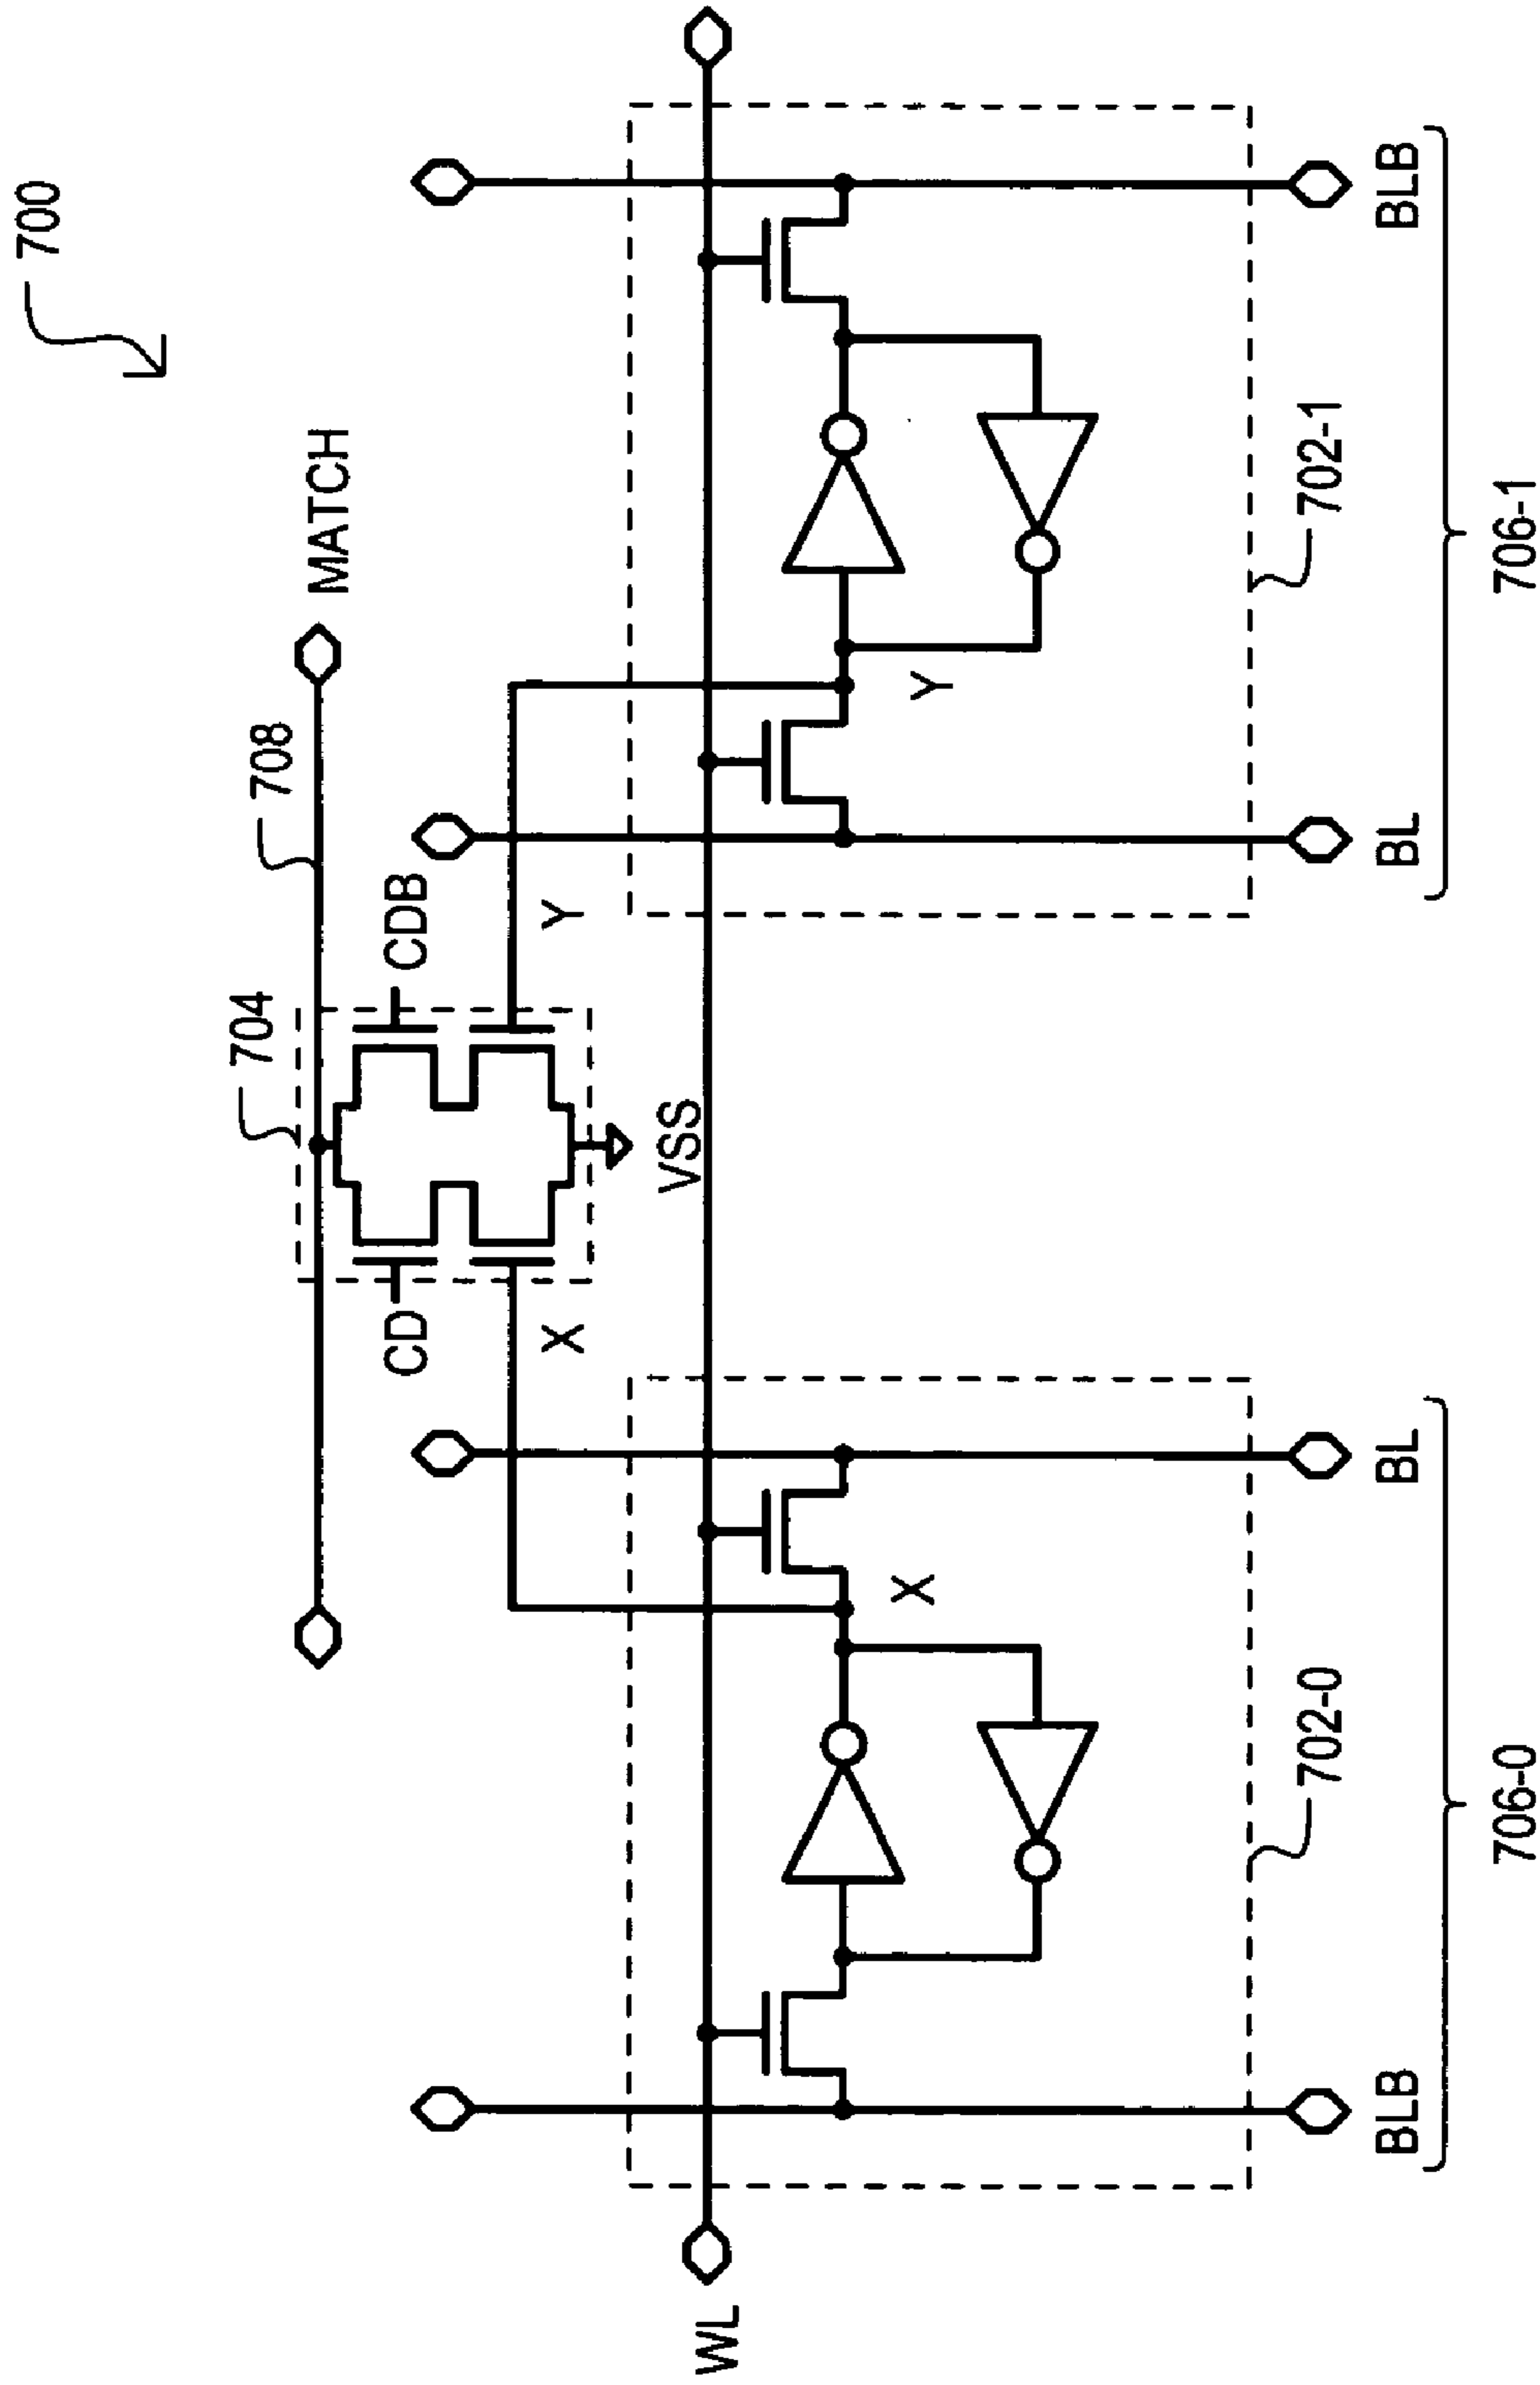 700
MATCH
708
704
CD
CDB
X
Y
VSS
WL
X
Y
702-0
702-1
BLB
BL
BL
BLB
706-0
706-1